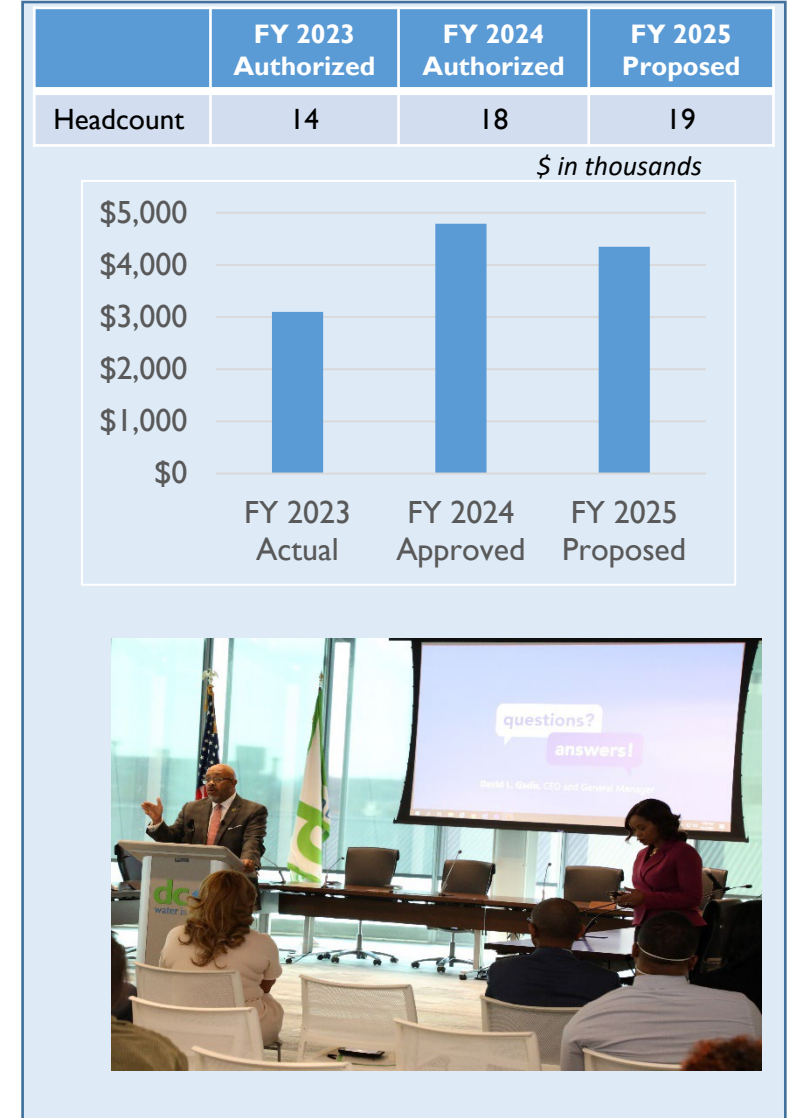 FY 2023 FY 2024 FY 2025
Authorized Authorized Proposed
Headcount 14 18 19
$ in thousands
$5,000
$4,000
$3,000
$2,000
$1,000
$0
FY 2023 FY 2024 FY 2025
Actual Approved Proposed
questions?
answers!
David L. Gadis, CEO and General Manager
dc
water is